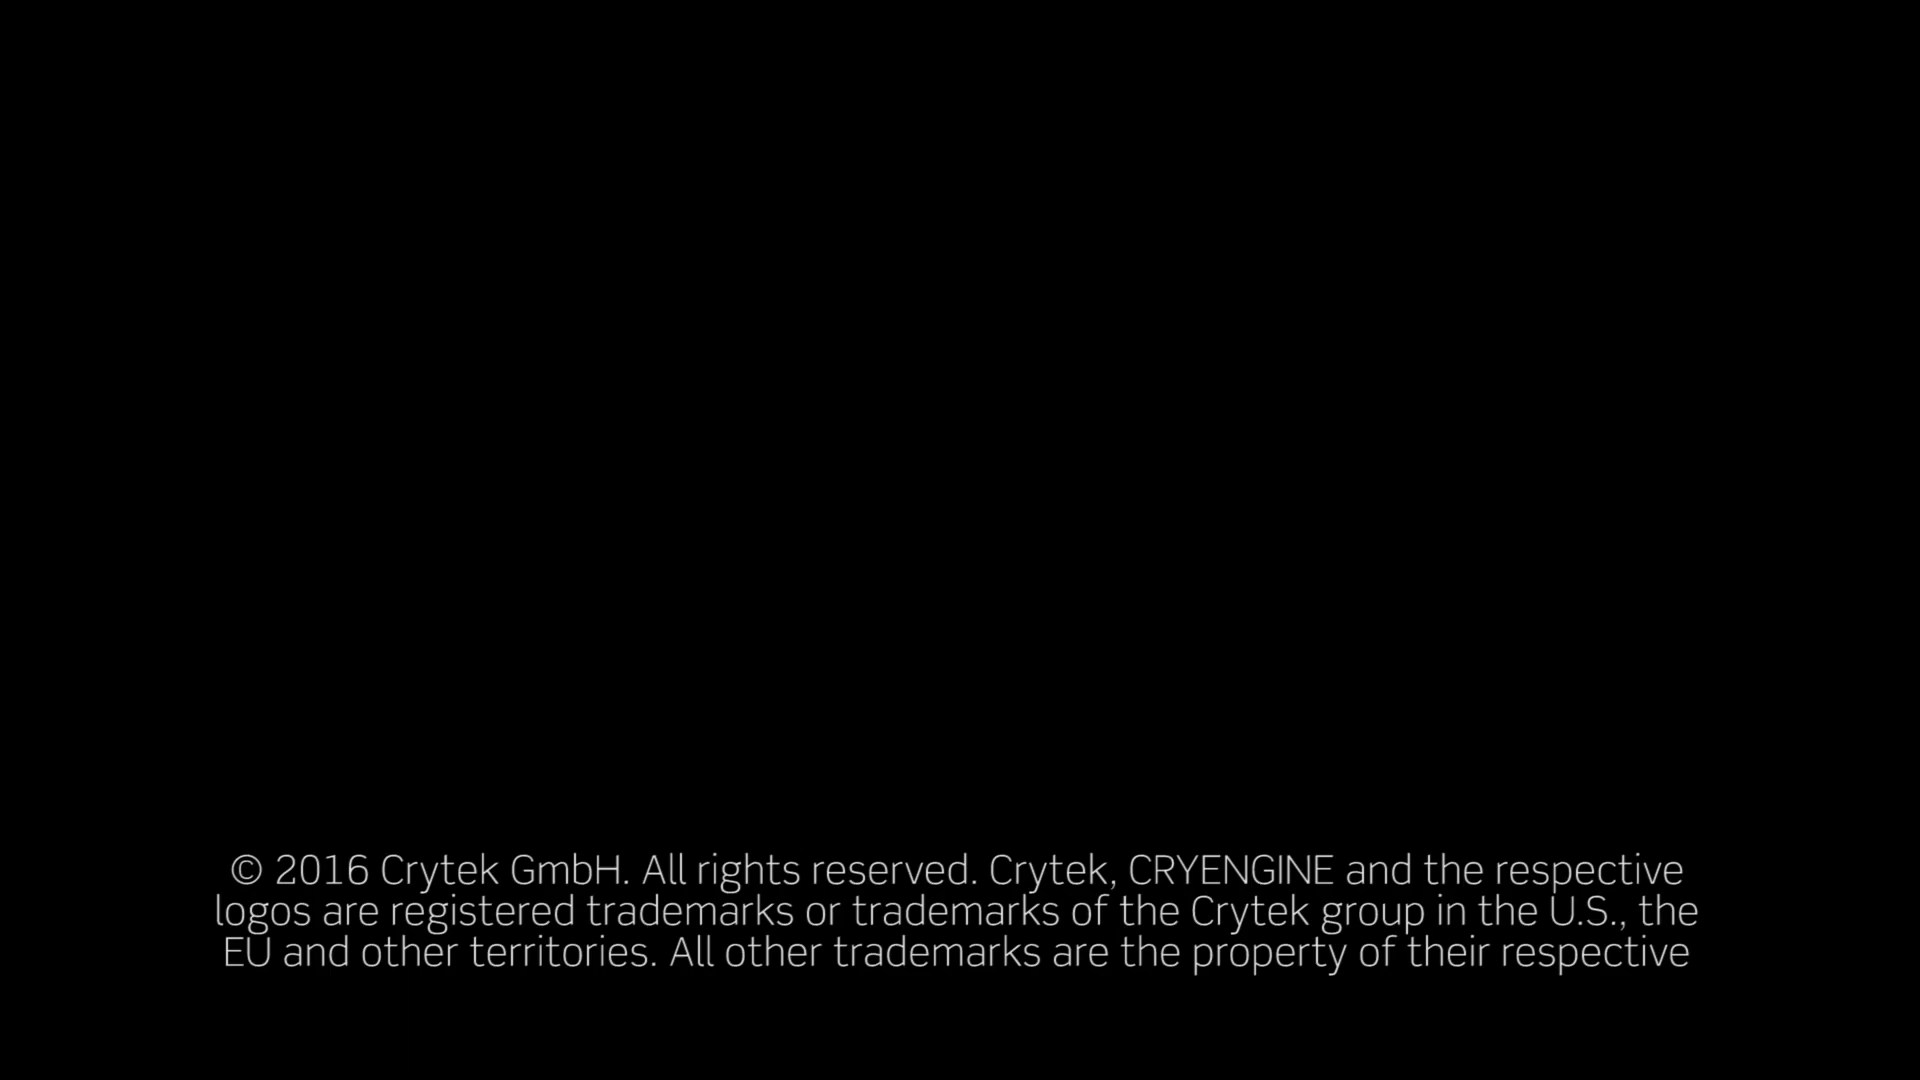 © 2016 Crytek GmbH. All rights reserved. Crytek, CRYENGINE and the respective
logos are registered trademarks or trademarks of the Crytek group in the U.S., the
EU and other territories. All other trademarks are the property of their respective